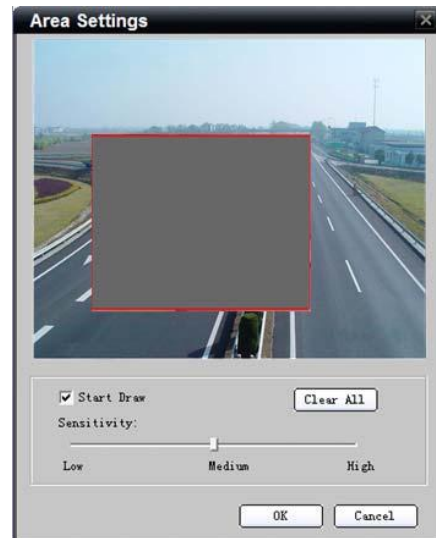 Area Settings
Start Draw
Clear All
Sensitivity:
Low Medium High
OK Cancel